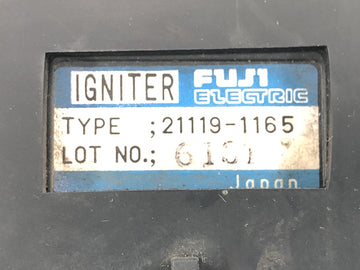 IGNITER FUJI ELECTRIC
TYPE ; 21119-1165
LOT NO.;
Japan